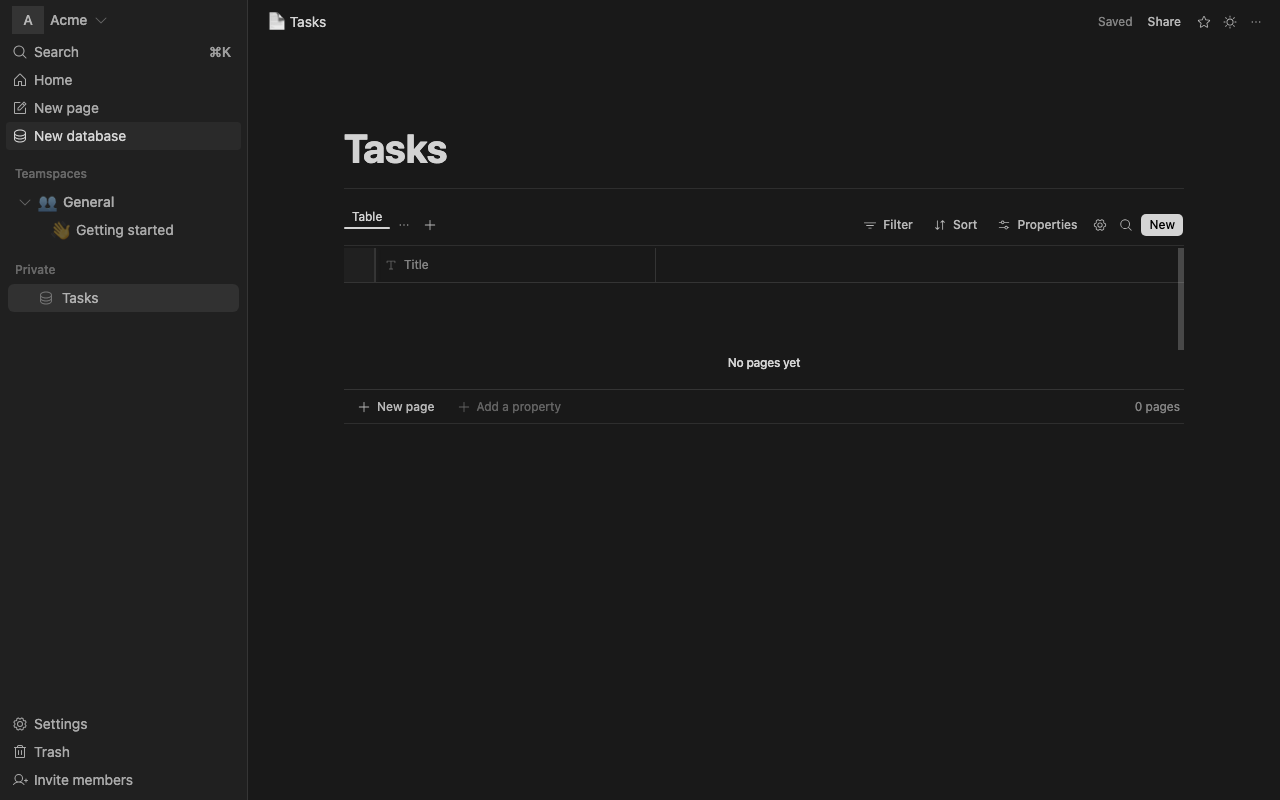 A Acme
Search ⌘K
Home
New page
New database
Teamspaces
General
Getting started
Private
Tasks
Settings
Trash
Invite members
Tasks
Saved Share
Tasks
Table
Filter Sort Properties New
Title
No pages yet
New page Add a property 0 pages